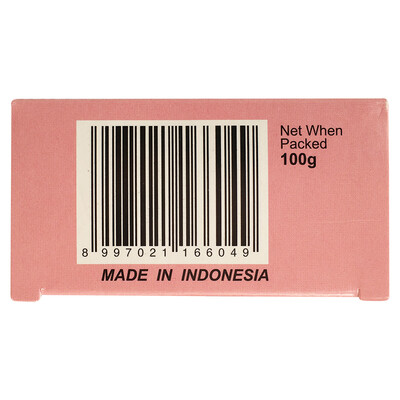 Net When
Packed
100g
8 997021 166049
MADE IN INDONESIA